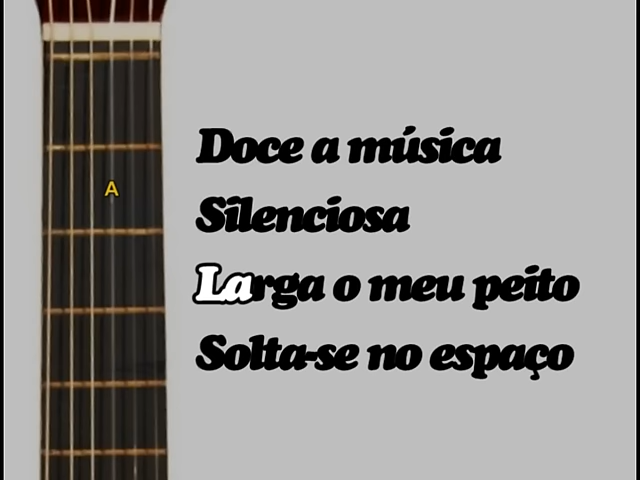 A
Doce a música
Silenciosa
Larga o meu peito
Solta-se no espaço